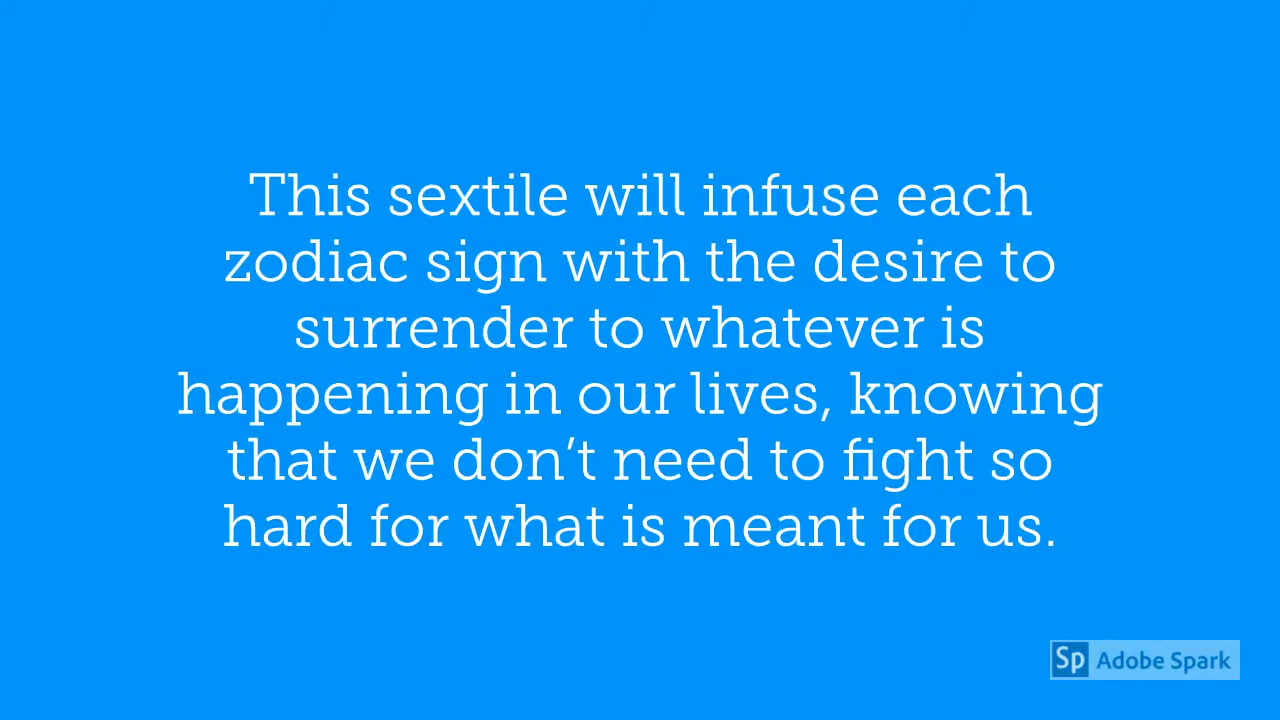 This sextile will infuse each
zodiac sign with the desire to
surrender to whatever is
happening in our lives, knowing
that we don’t need to fight so
hard for what is meant for us.
Sp Adobe Spark